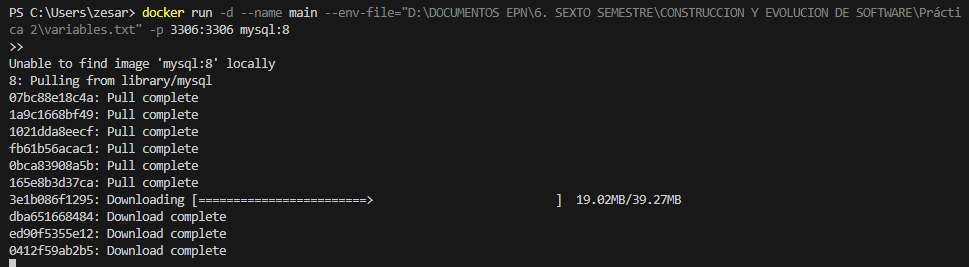 PS C:\Users\zesar> docker run -d --name main --env-file="D:\DOCUMENTOS EPN\6. SEXTO SEMESTRE\CONSTRUCCION Y EVOLUCION DE SOFTWARE\Prácti
ca 2\variables.txt" -p 3306:3306 mysql:8
>>
Unable to find image 'mysql:8' locally
8: Pulling from library/mysql
07bc88e18c4a: Pull complete
1a9c1668bf49: Pull complete
1021dda8eecf: Pull complete
fb61b56acac1: Pull complete
0bca83908a5b: Pull complete
165e8b3d37ca: Pull complete
3e1b086f1295: Downloading [========================>                          ]  19.02MB/39.27MB
dba651668484: Download complete
ed90f5355e12: Download complete
0412f59ab2b5: Download complete